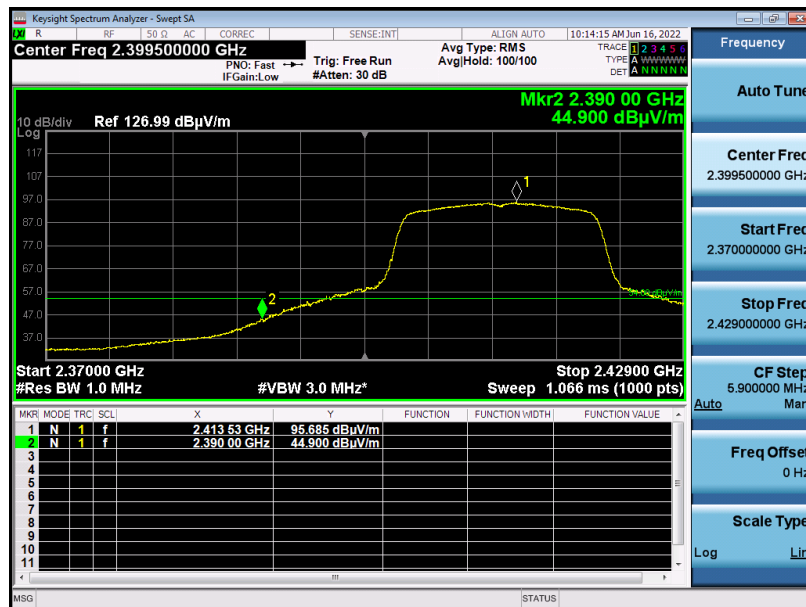 Keysight Spectrum Analyzer - Swept SA
LXI R RF 50 Ω AC CORREC SENSE:INT ALIGN AUTO 10:14:15 AM Jun 16, 2022
Center Freq 2.399500000 GHz
PNO: Fast
IFGain:Low
Trig: Free Run
#Atten: 30 dB
Avg Type: RMS
Avg|Hold: 100/100
TRACE 1 2 3 4 5 6
TYPE A WWWWW
DET A N N N N N
Mkr2 2.390 00 GHz
44.900 dBµV/m
10 dB/div Ref 126.99 dBµV/m
Log
117
107
97.0
87.0
77.0
67.0
57.0
47.0
37.0
1
2
Start 2.37000 GHz
Stop 2.42900 GHz
#Res BW 1.0 MHz
#VBW 3.0 MHz*
Sweep 1.066 ms (1000 pts)
MKR MODE TRC SCL X Y FUNCTION FUNCTION WIDTH FUNCTION VALUE
1 N 1 f 2.413 53 GHz 95.685 dBµV/m
2 N 1 f 2.390 00 GHz 44.900 dBµV/m
3
4
5
6
7
8
9
10
11
MSG
STATUS
Frequency
Auto Tune
Center Freq
2.399500000 GHz
Start Freq
2.370000000 GHz
Stop Freq
2.429000000 GHz
CF Step
5.900000 MHz
Auto Man
Freq Offset
0 Hz
Scale Type
Log Lin